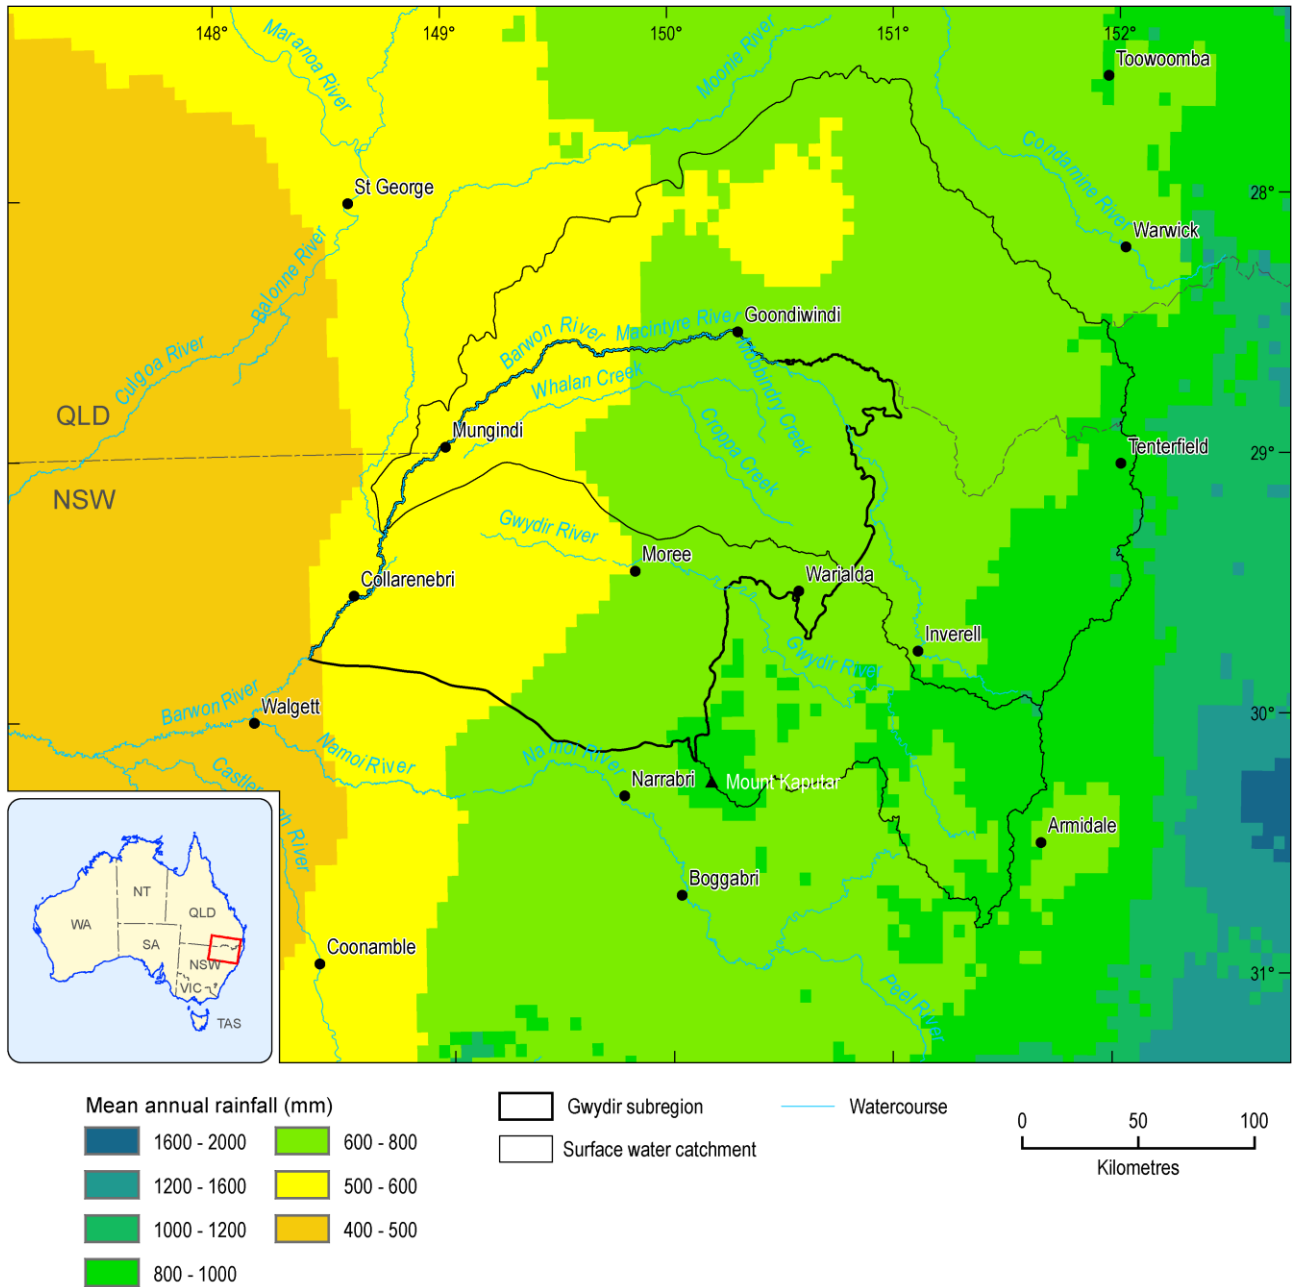 148°
149°
150°
151°
152°
Maranoa River
Moonie River
Toowoomba
Condamine River
St George
28°
Warwick
Balonne River
Goondiwindi
Macintyre River
Barwon River
Culgoa River
Whalan Creek
Moobindry Creek
QLD
Croppa Creek
Mungindi
Tenterfield
29°
NSW
Gwydir River
Moree
Warialda
Collarenebri
Inverell
Gwydir River
Barwon River
Walgett
30°
Namoi River
Namoi River
Narrabri
Mount Kaputar
Armidale
Boggabri
Coonamble
31°
Peel River
NT
QLD
WA
SA
NSW
VIC
TAS
Mean annual rainfall (mm)
1600 - 2000
1200 - 1600
1000 - 1200
800 - 1000
600 - 800
500 - 600
400 - 500
Gwydir subregion
Surface water catchment
Watercourse
0 50 100
Kilometres